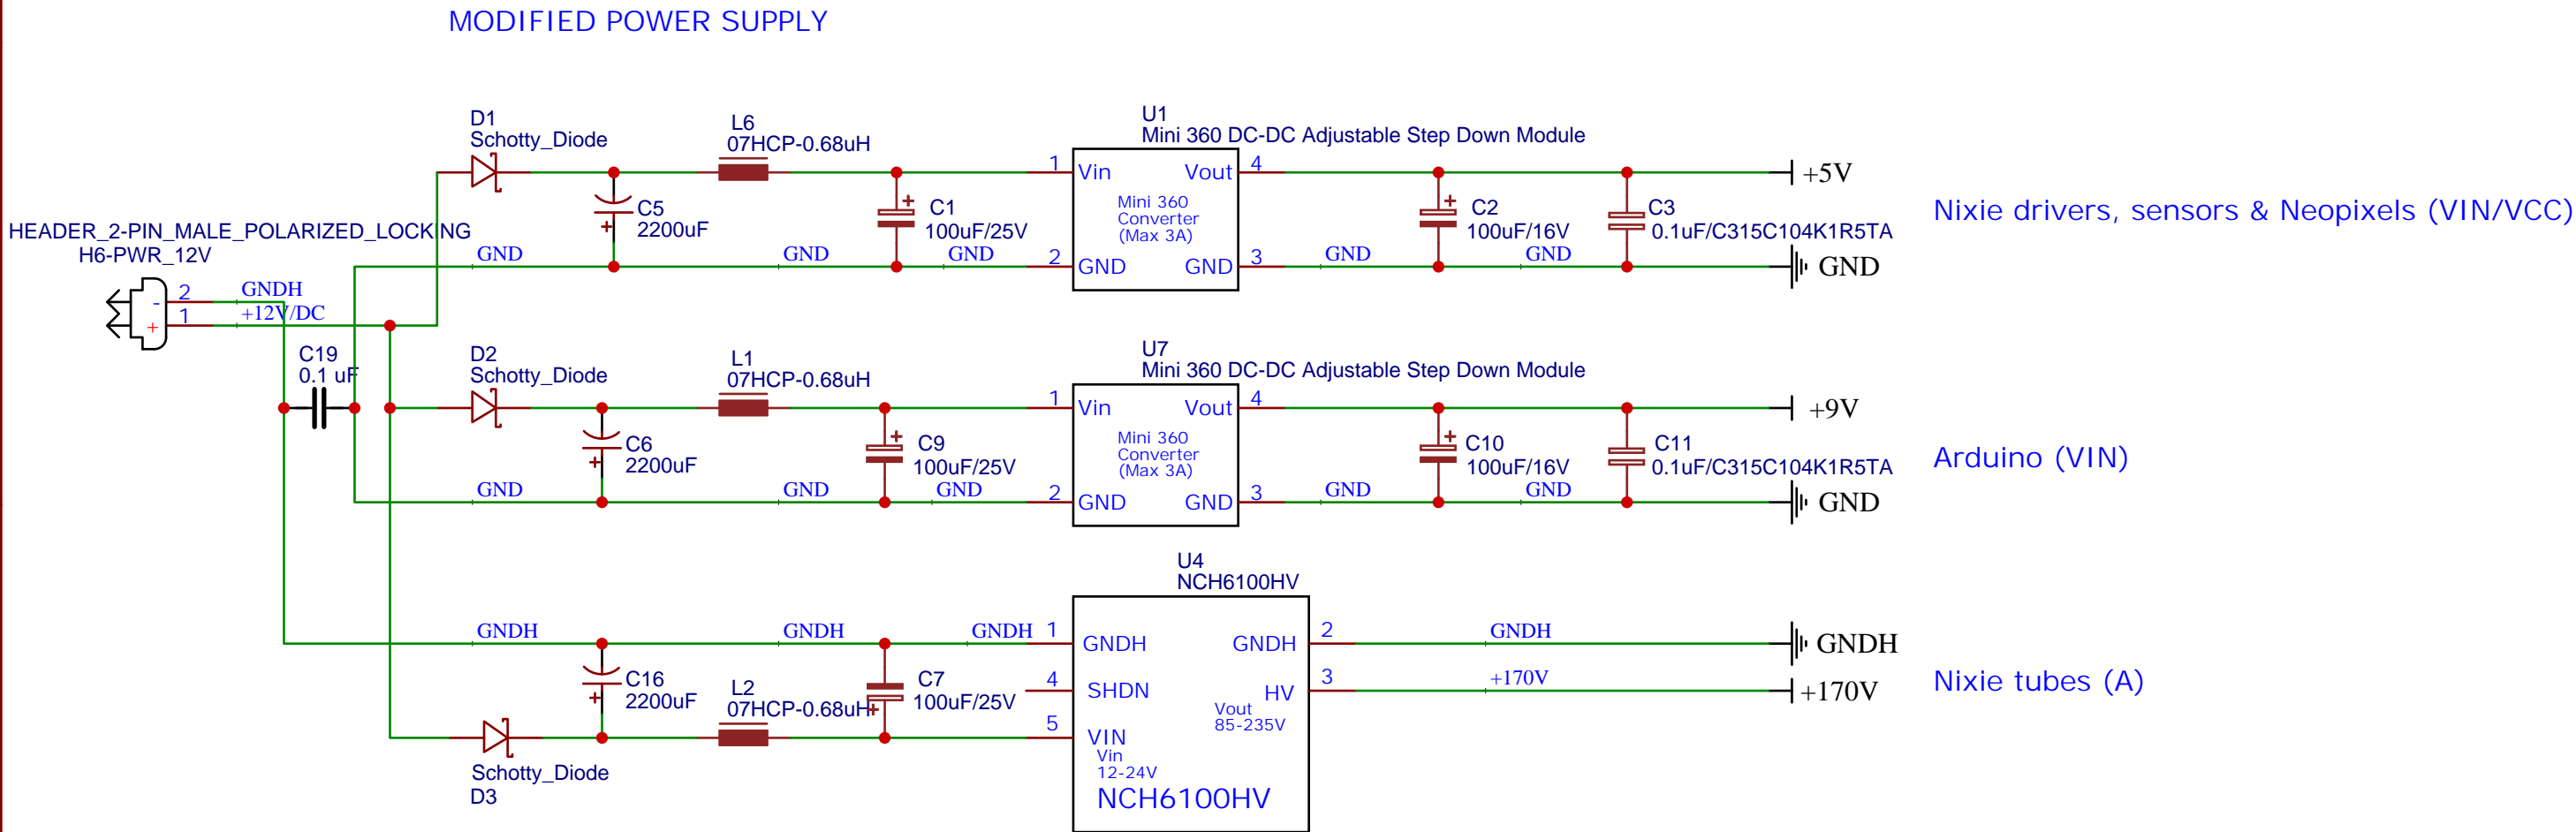 MODIFIED POWER SUPPLY
D1
Schotty_Diode
L6
07HCP-0.68uH
U1
Mini 360 DC-DC Adjustable Step Down Module
1
Vin
Vout
4
+5V
Mini 360
Converter
(Max 3A)
C5
2200uF
+
C1
100uF/25V
+
C2
100uF/16V
+
C3
0.1uF/C315C104K1R5TA
Nixie drivers, sensors & Neopixels (VIN/VCC)
GND
GND
GND
2
GND
GND
3
GND
GND
GND
HEADER_2-PIN_MALE_POLARIZED_LOCKING
H6-PWR_12V
-
2
GNDH
+
1
+12V/DC
C19
0.1 uF
D2
Schotty_Diode
L1
07HCP-0.68uH
U7
Mini 360 DC-DC Adjustable Step Down Module
1
Vin
Vout
4
+9V
Mini 360
Converter
(Max 3A)
C6
2200uF
+
C9
100uF/25V
+
C10
100uF/16V
+
C11
0.1uF/C315C104K1R5TA
Arduino (VIN)
GND
GND
GND
2
GND
GND
3
GND
GND
GND
U4
NCH6100HV
GNDH
GNDH
GNDH
1
GNDH
GNDH
2
GNDH
GNDH
C16
2200uF
+
L2
07HCP-0.68uH
C7
100uF/25V
+
4
SHDN
HV
3
+170V
+170V
Nixie tubes (A)
Vout
85-235V
5
VIN
Vin
12-24V
NCH6100HV
Schotty_Diode
D3